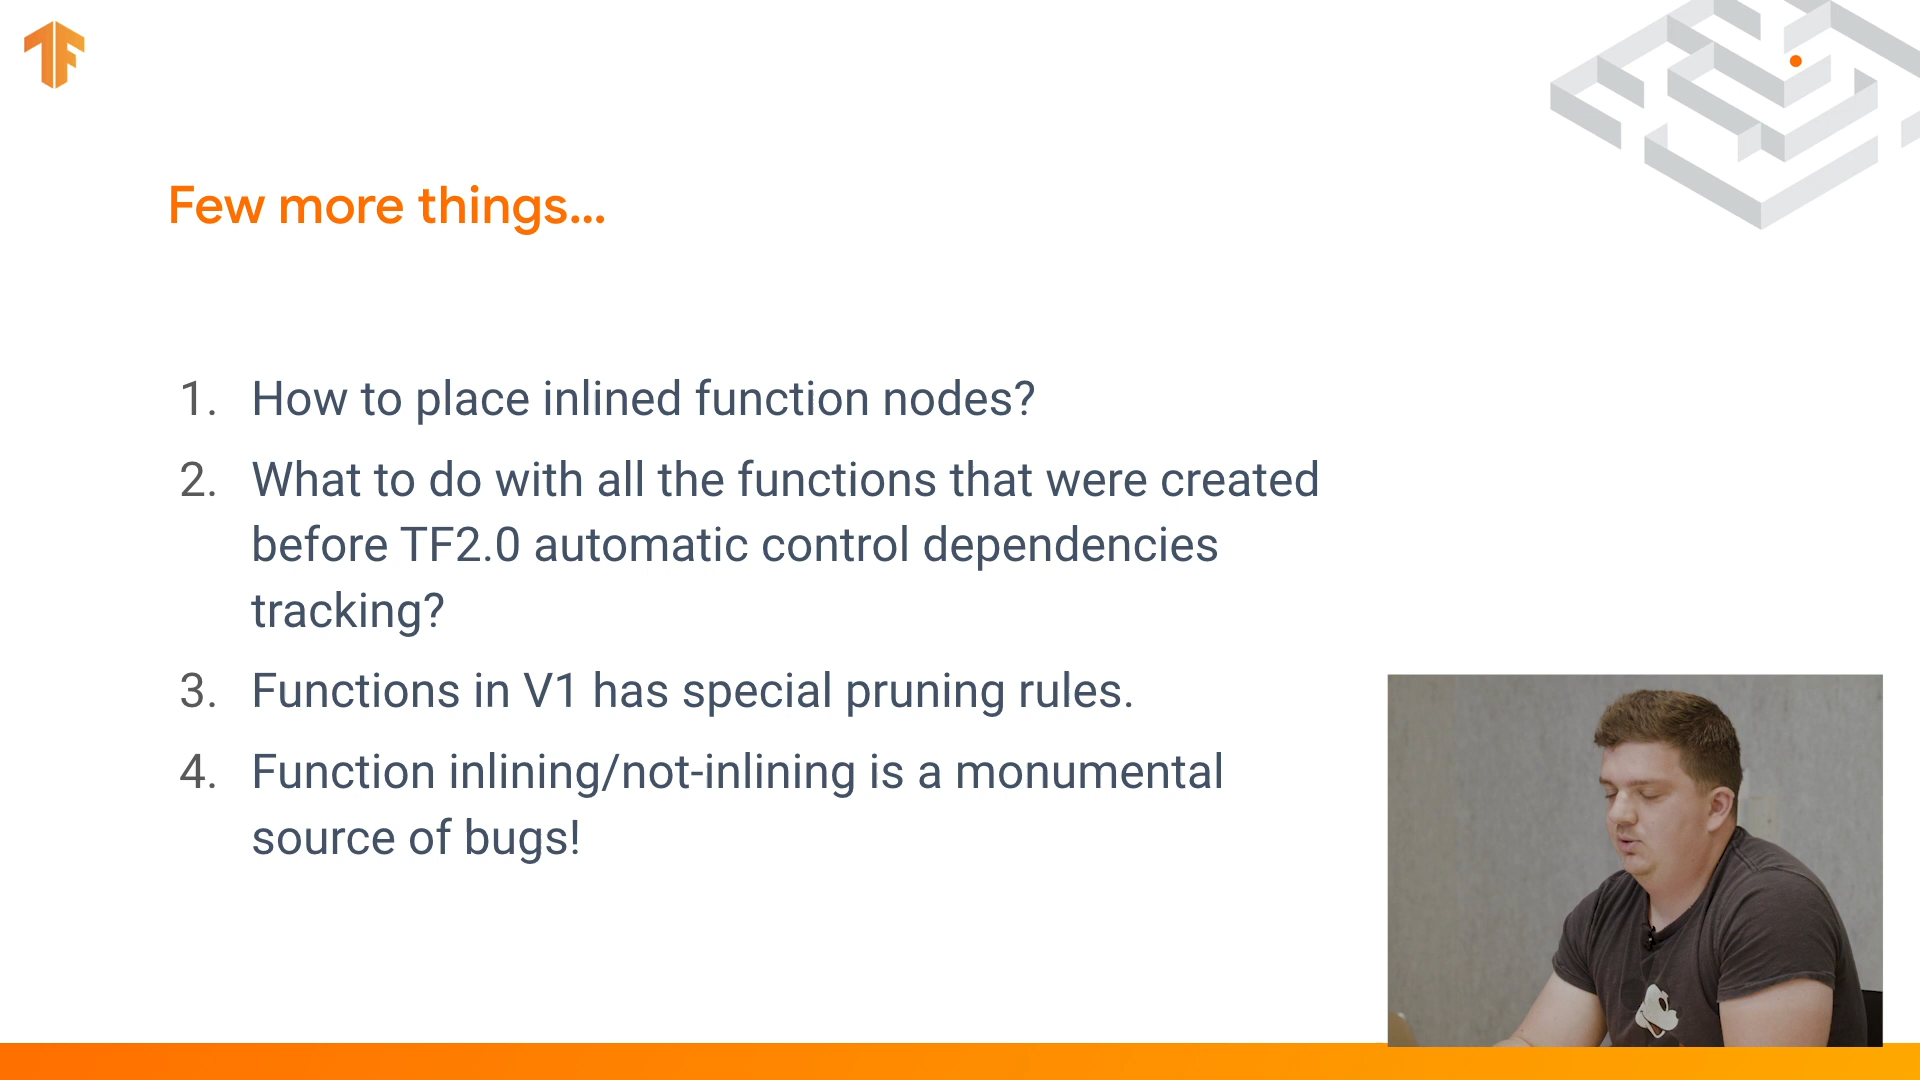 Few more things...
1. How to place inlined function nodes?
2. What to do with all the functions that were created
before TF2.0 automatic control dependencies
tracking?
3. Functions in V1 has special pruning rules.
4. Function inlining/not-inlining is a monumental
source of bugs!